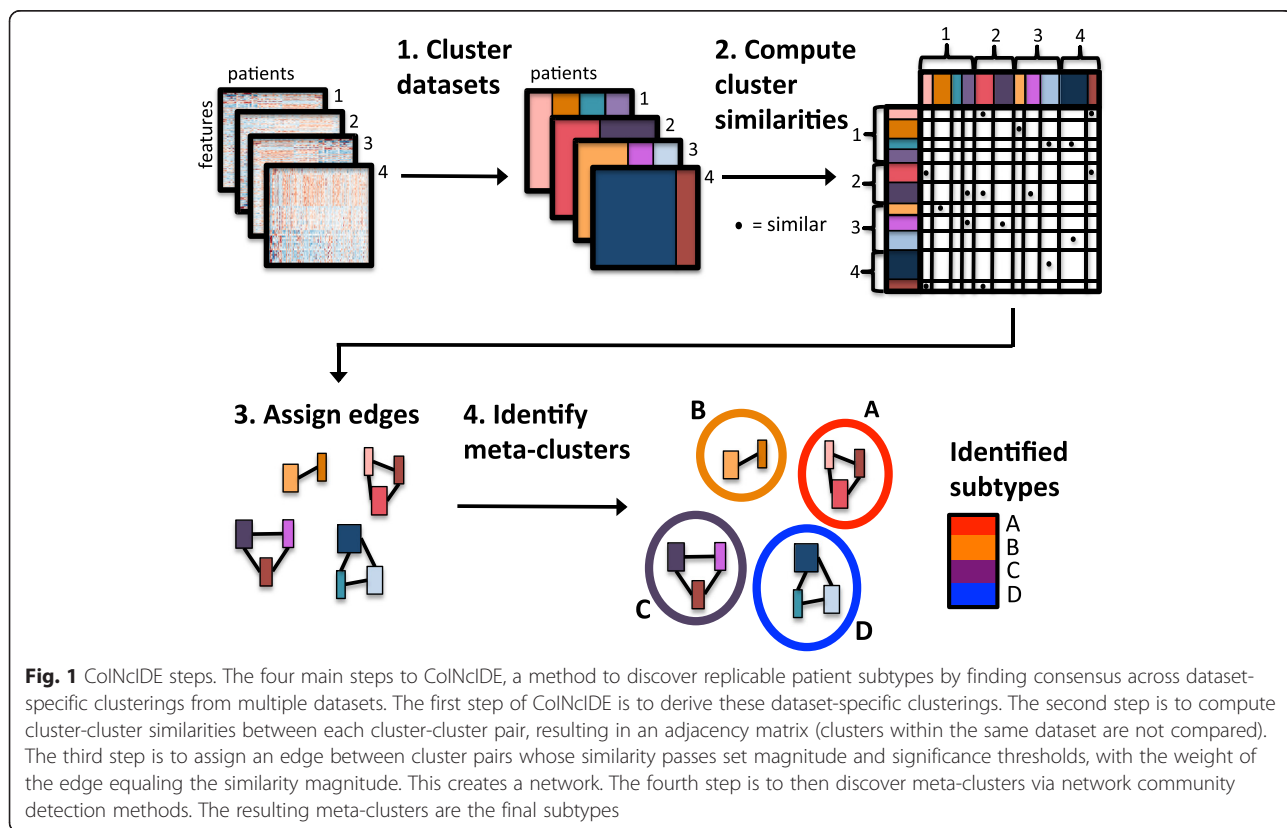 1. Cluster
datasets
2. Compute
cluster
similarities
patients
features
1
2
3
4
patients
1
2
3
4
• = similar
1 2 3 4
1
2
3
4
3. Assign edges
4. Identify
meta-clusters
B
A
C
D
Identified
subtypes
A
B
C
D
Fig. 1 CoINcIDE steps. The four main steps to CoINcIDE, a method to discover replicable patient subtypes by finding consensus across dataset-
specific clusterings from multiple datasets. The first step of CoINcIDE is to derive these dataset-specific clusterings. The second step is to compute
cluster-cluster similarities between each cluster-cluster pair, resulting in an adjacency matrix (clusters within the same dataset are not compared).
The third step is to assign an edge between cluster pairs whose similarity passes set magnitude and significance thresholds, with the weight of
the edge equaling the similarity magnitude. This creates a network. The fourth step is to then discover meta-clusters via network community
detection methods. The resulting meta-clusters are the final subtypes